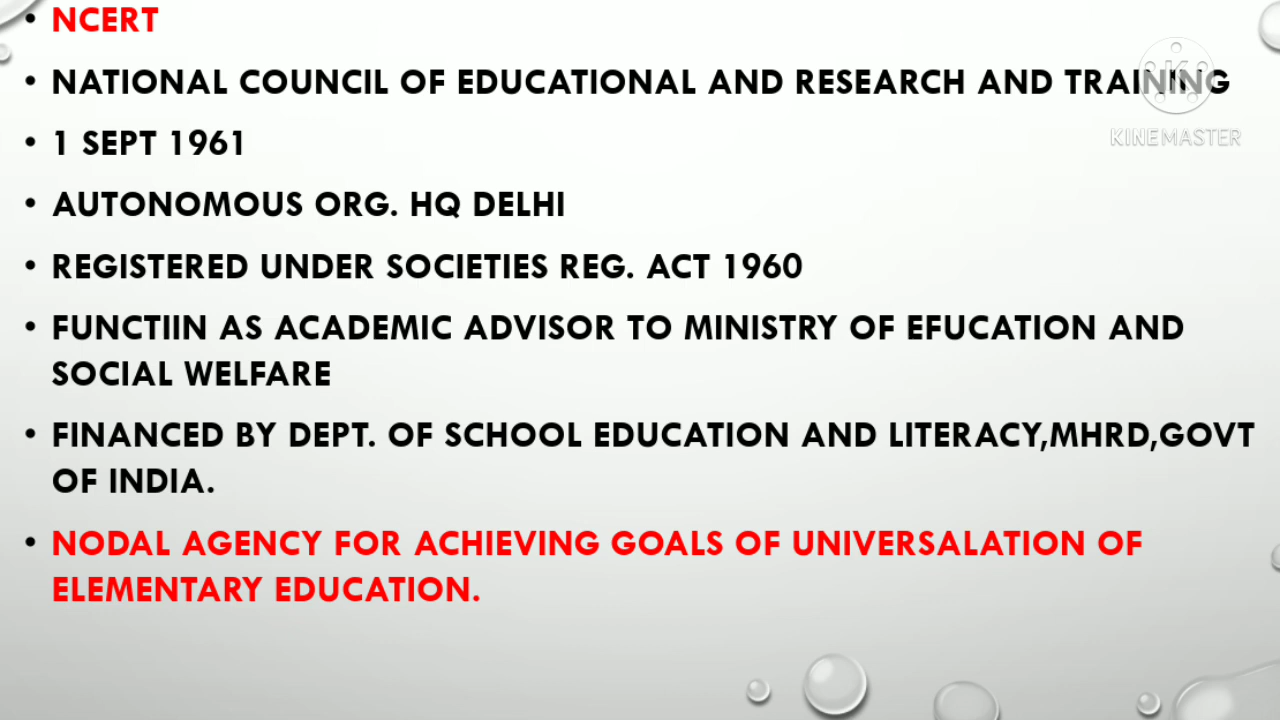 • NCERT
• NATIONAL COUNCIL OF EDUCATIONAL AND RESEARCH AND TRAINING
KINEMASTER
• 1 SEPT 1961
• AUTONOMOUS ORG. HQ DELHI
• REGISTERED UNDER SOCIETIES REG. ACT 1960
• FUNCTIIN AS ACADEMIC ADVISOR TO MINISTRY OF EFUCATION AND
SOCIAL WELFARE
• FINANCED BY DEPT. OF SCHOOL EDUCATION AND LITERACY,MHRD,GOVT
OF INDIA.
• NODAL AGENCY FOR ACHIEVING GOALS OF UNIVERSALATION OF
ELEMENTARY EDUCATION.